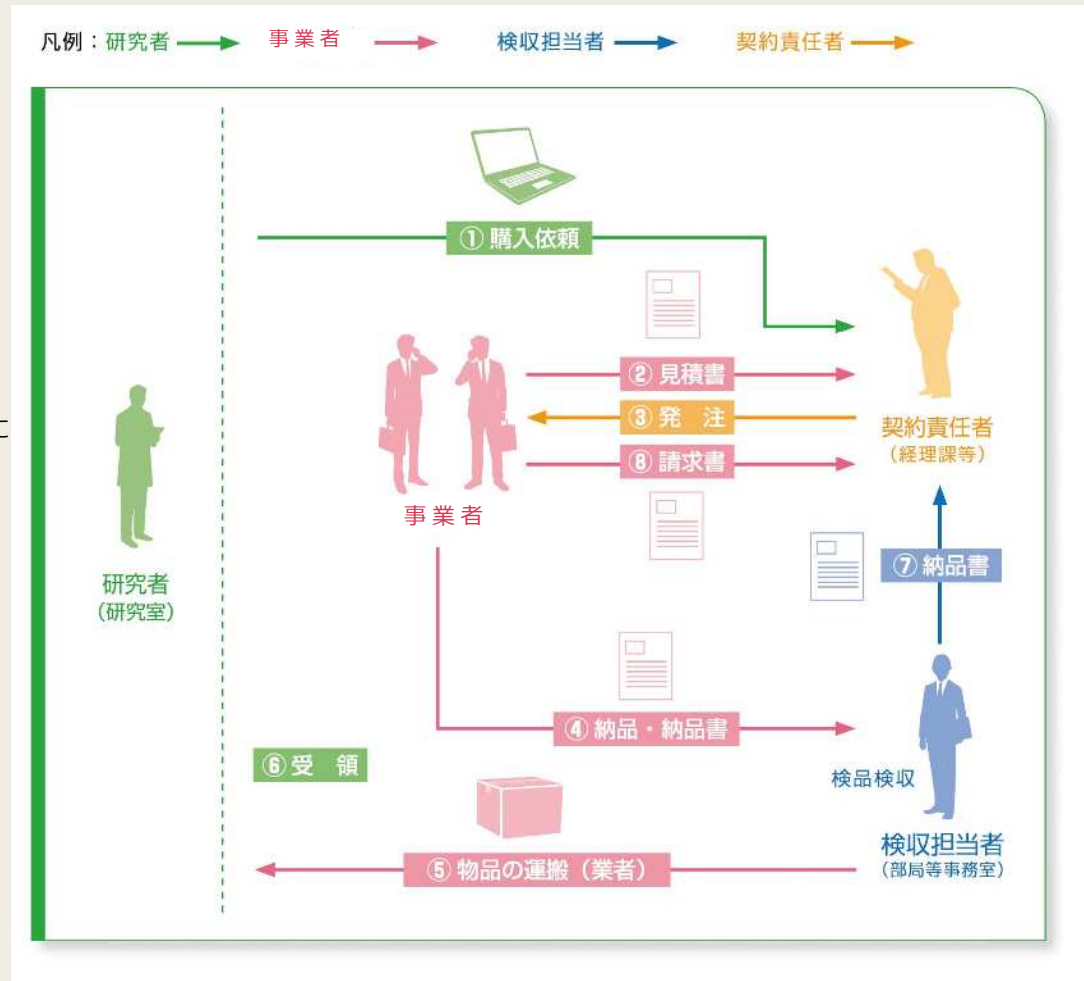 凡例：研究者 事業者 検収担当者 契約責任者
① 購入依頼
② 見積書
③ 発 注
⑧ 請求書
契約責任者
（経理課等）
に
事業者
⑦ 納品書
研究者
（研究室）
④ 納品・納品書
⑥ 受 領
検品検収
検収担当者
（部局等事務室）
⑤ 物品の運搬（業者）